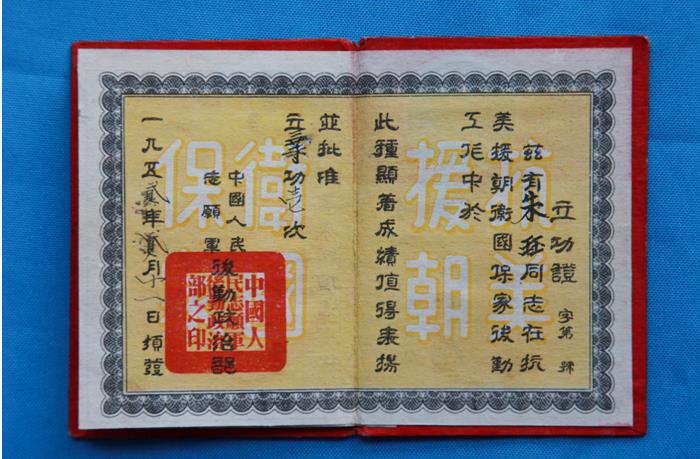 立功證 字第 號
茲有朱同志在抗
美援朝衛國保家後勤
工作中於
此種顯著成績值得表揚
並批准
立三等功壹次
中國人民
志願軍後勤政治部
一九五貳年貳月日頒發
抗美
援朝
衛國
保
中國人
民志願軍
後勤政治
部之印